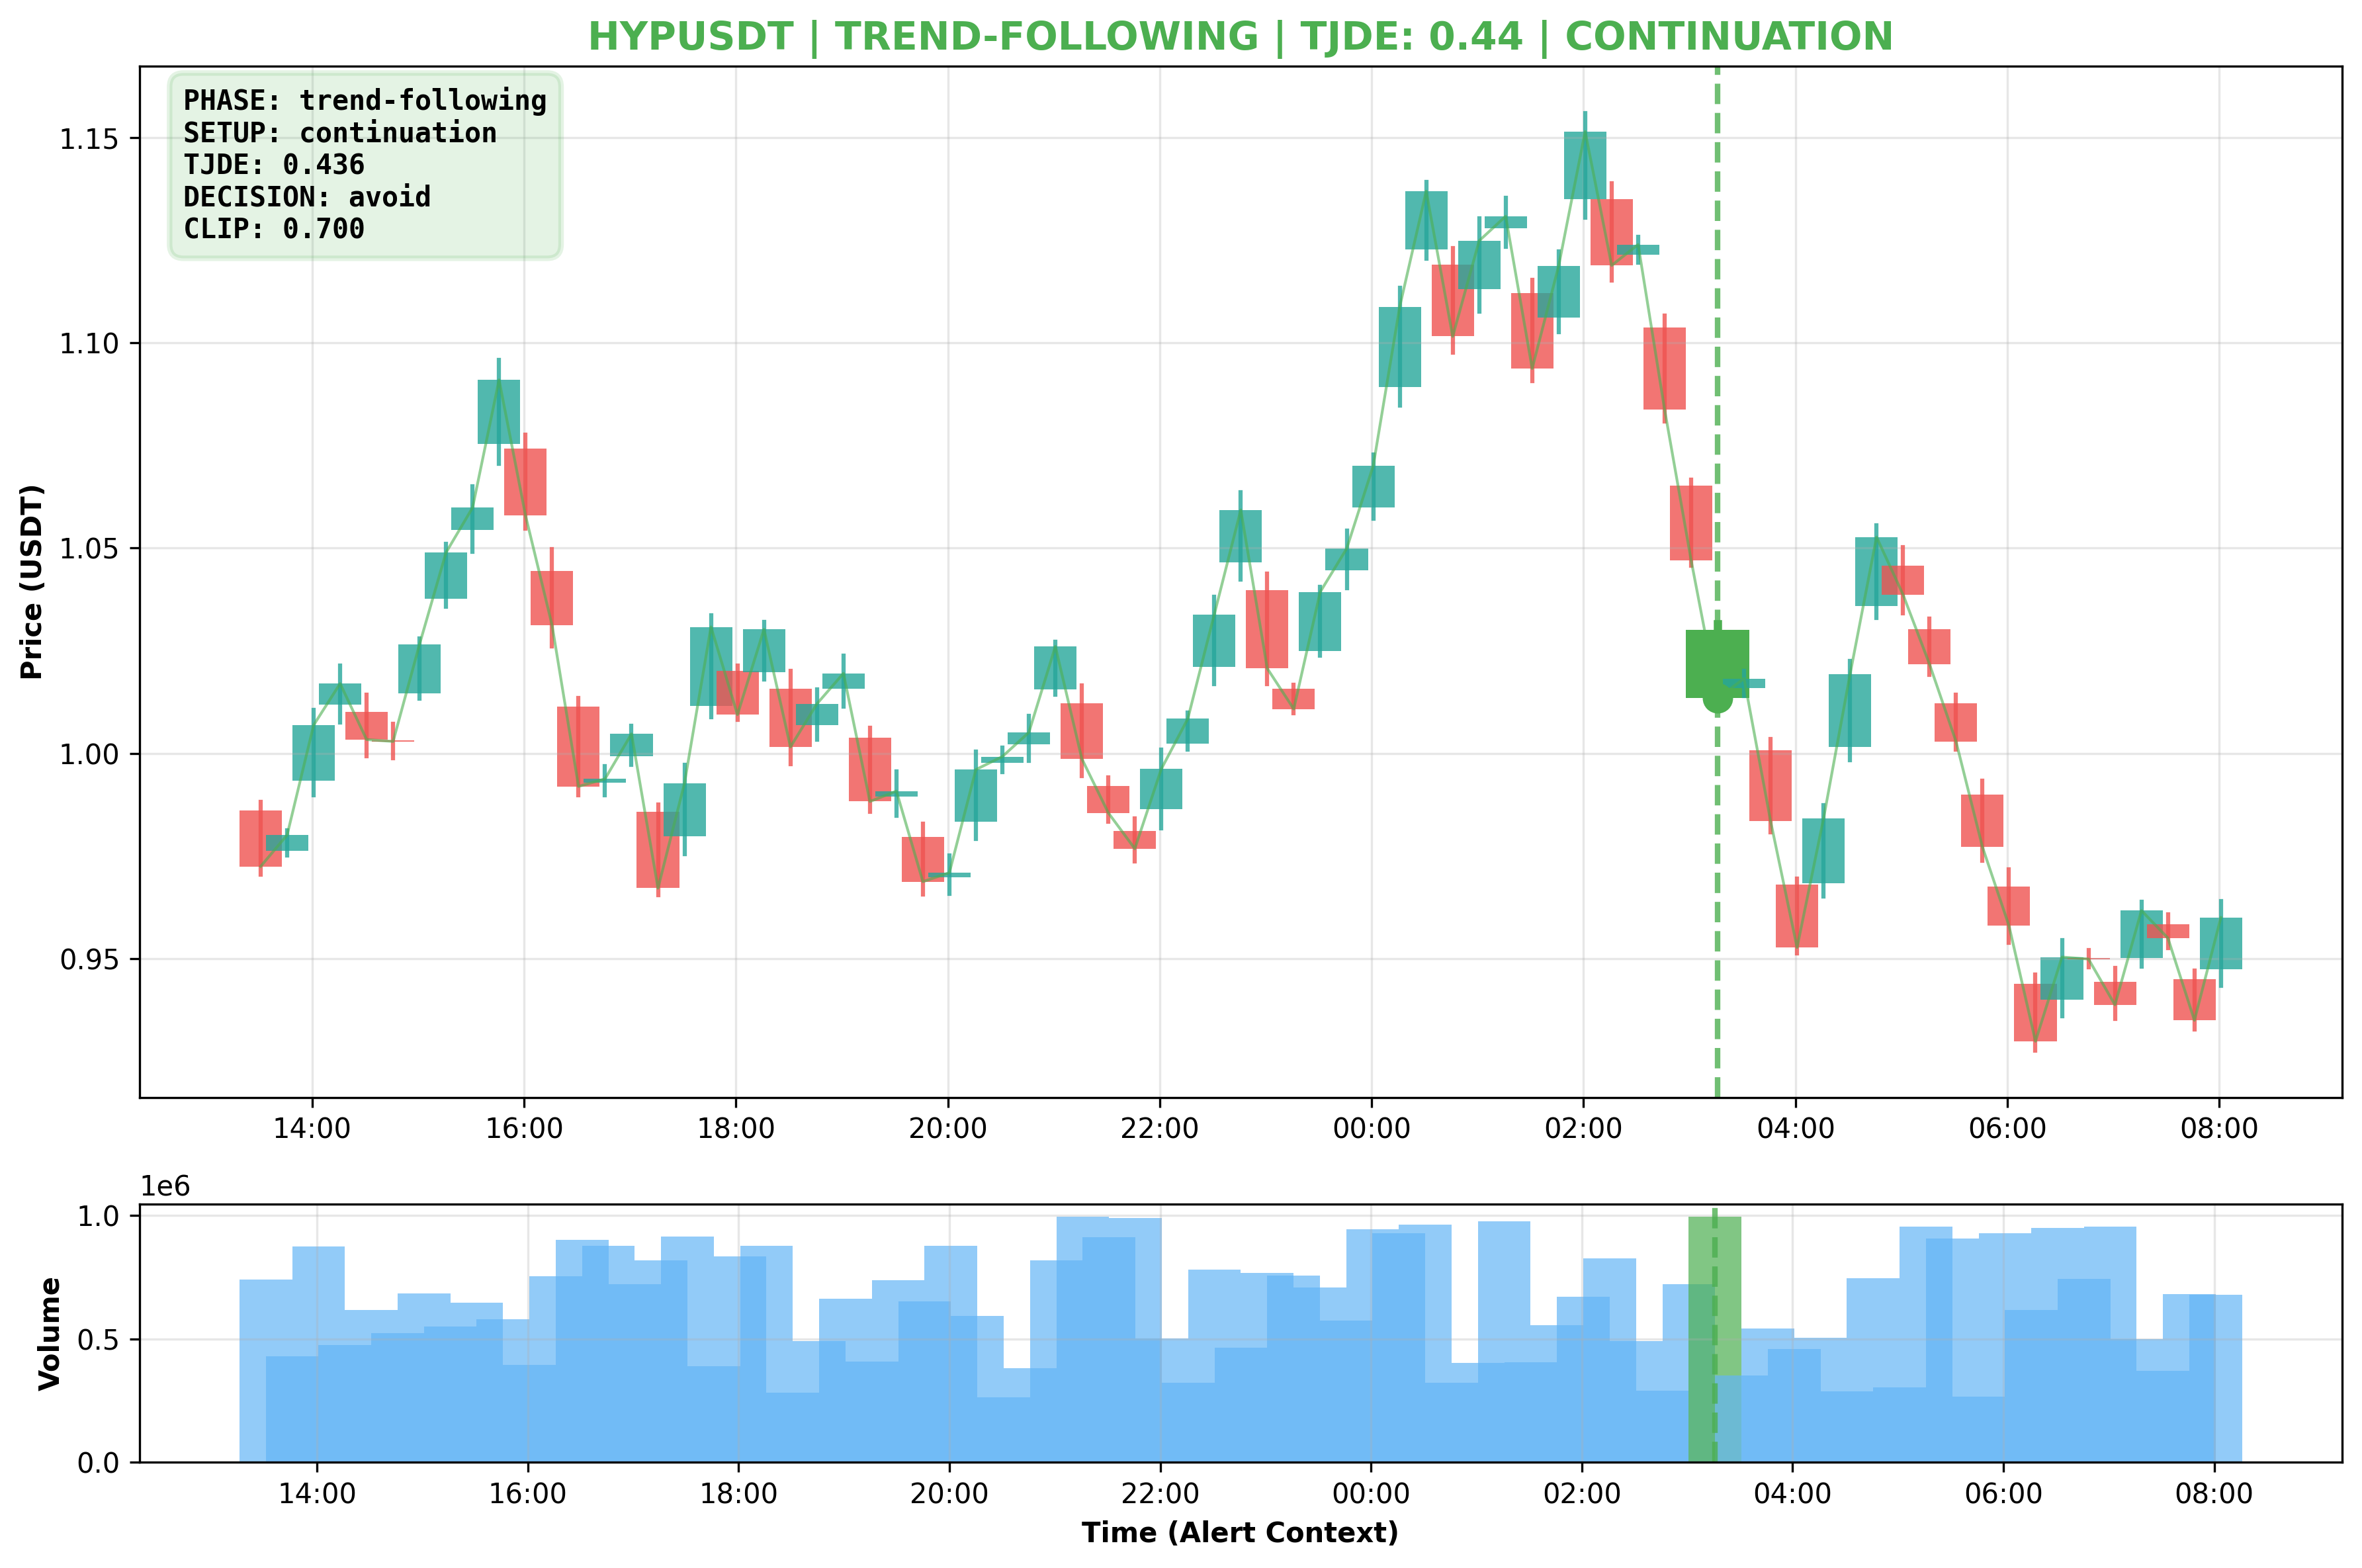 HYPUSDT | TREND-FOLLOWING | TJDE: 0.44 | CONTINUATION
PHASE: trend-following
SETUP: continuation
TJDE: 0.436
DECISION: avoid
CLIP: 0.700
Price (USDT)
1.15
1.10
1.05
1.00
0.95
14:00 16:00 18:00 20:00 22:00 00:00 02:00 04:00 06:00 08:00
1e6
Volume
1.0
0.5
0.0
14:00 16:00 18:00 20:00 22:00 00:00 02:00 04:00 06:00 08:00
Time (Alert Context)